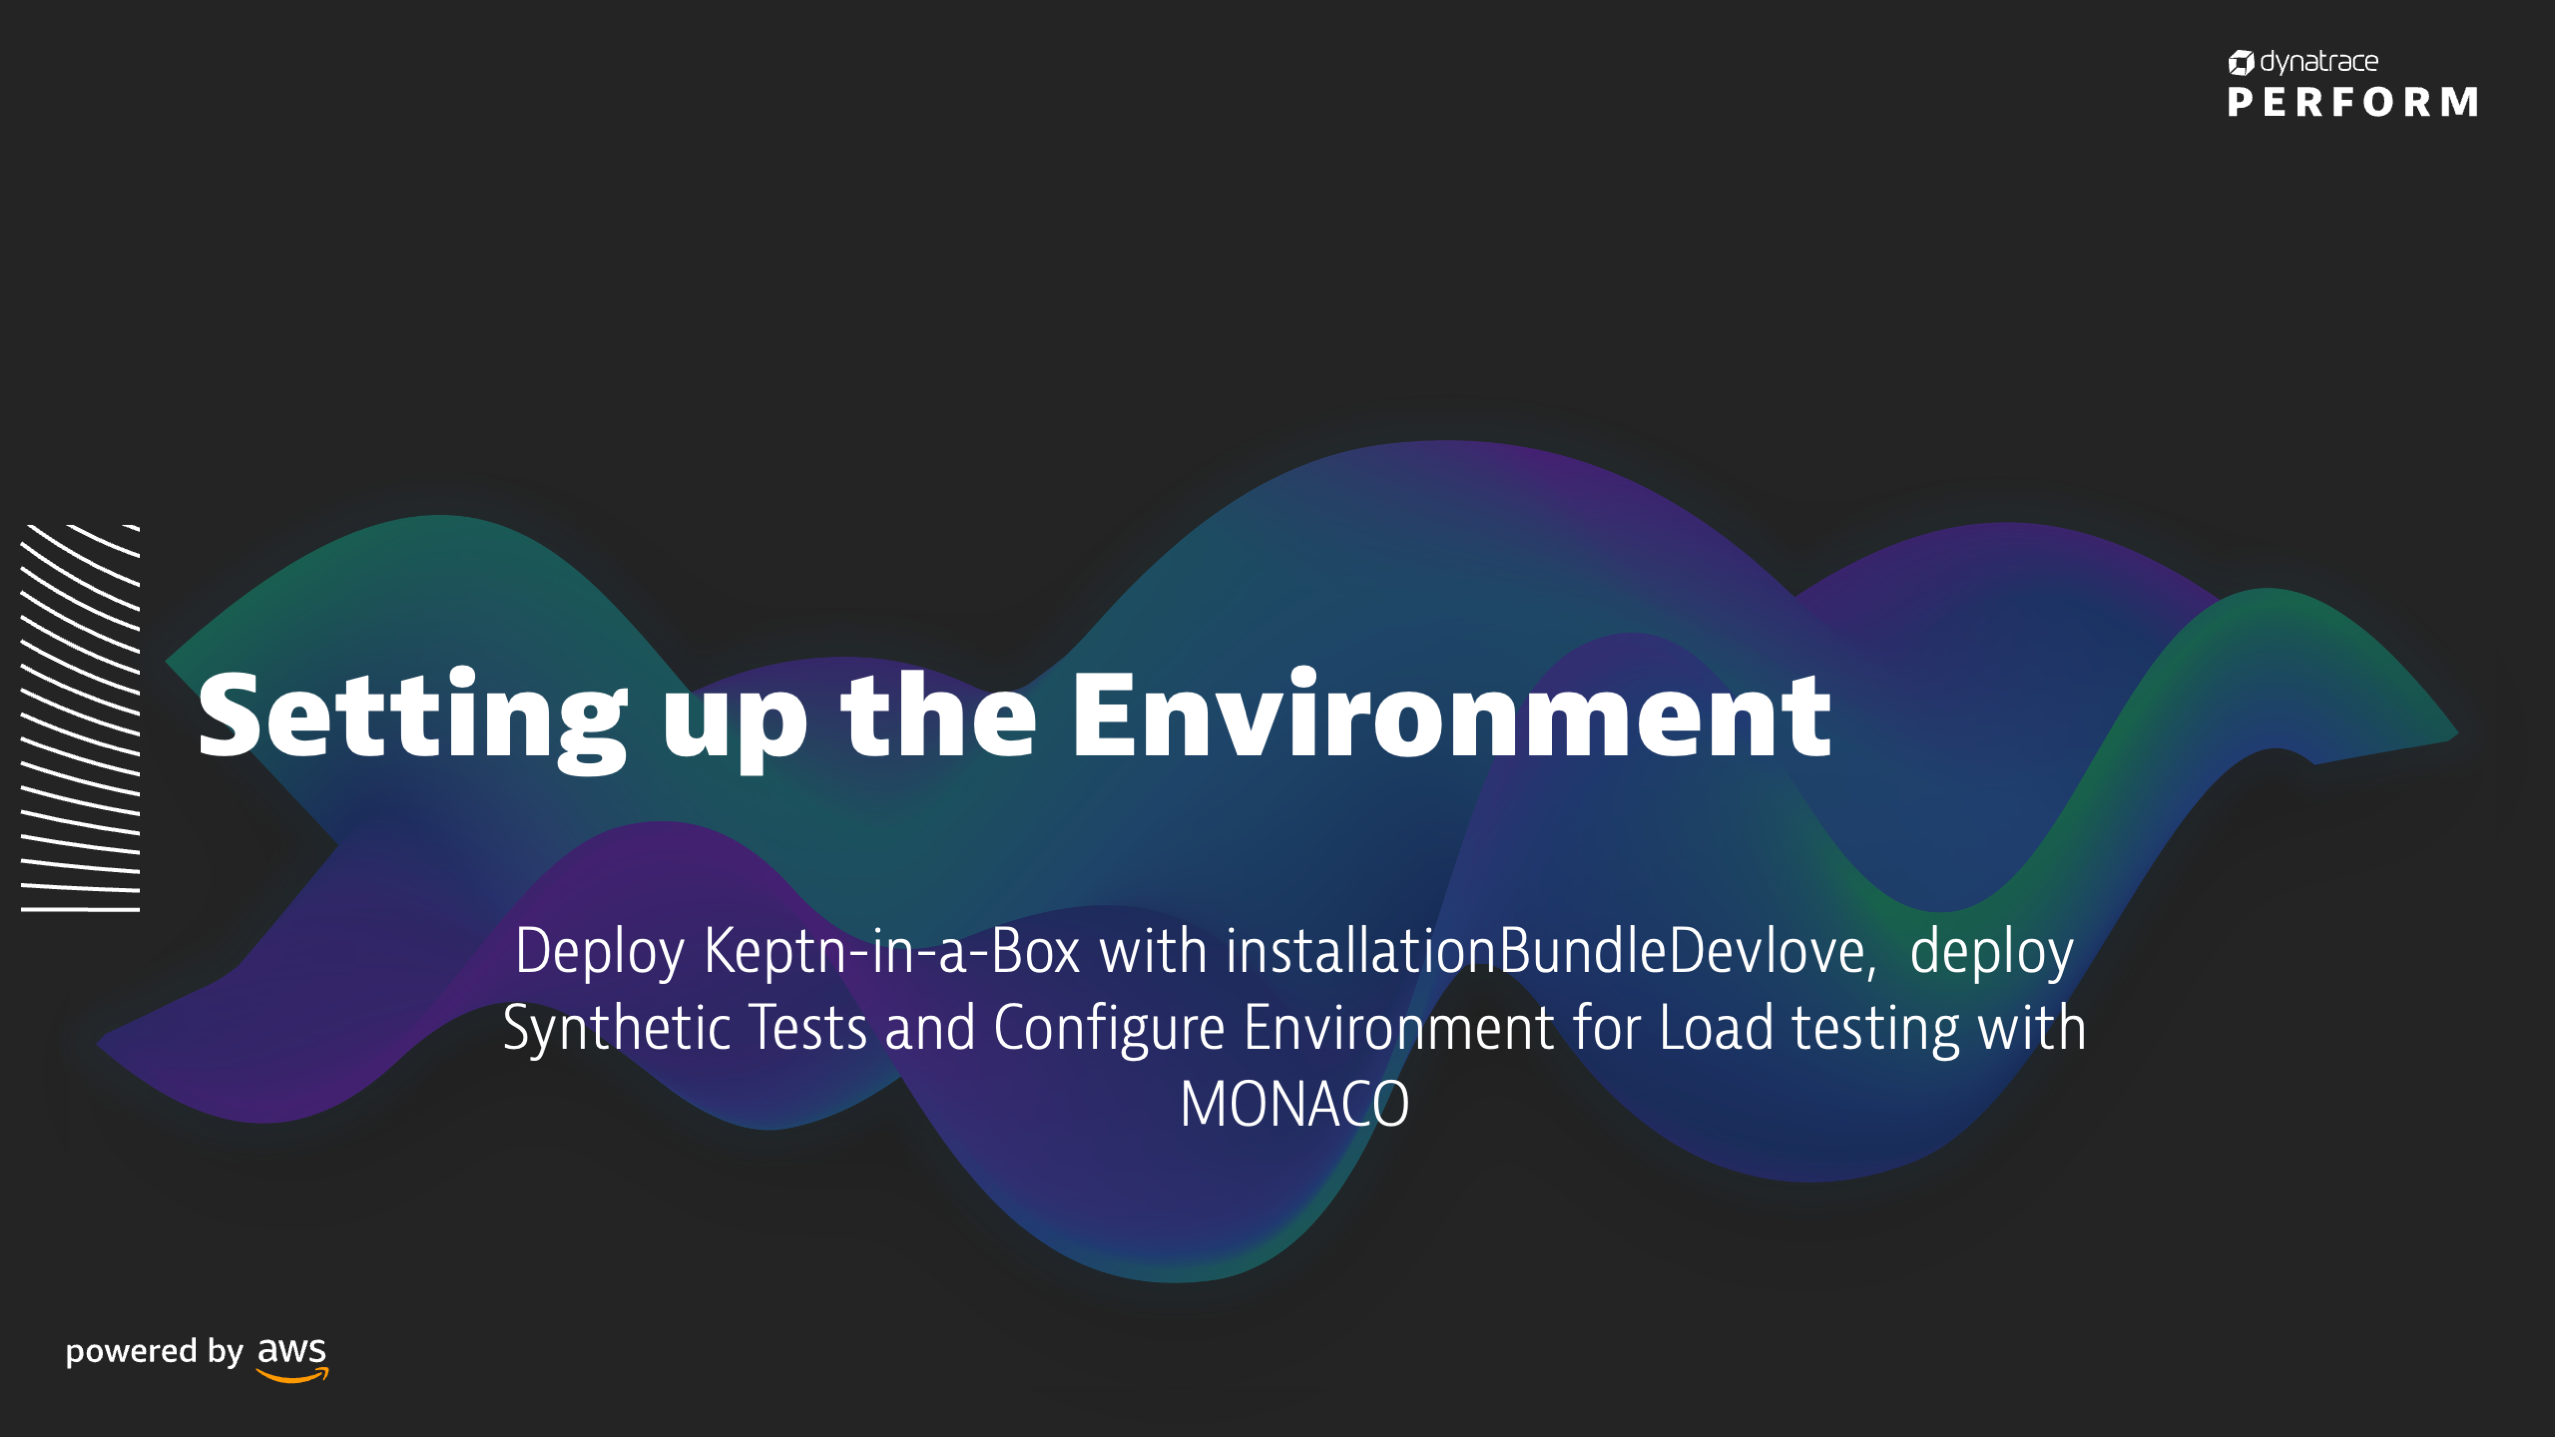 dynatrace
PERFORM
Setting up the Environment
Deploy Keptn-in-a-Box with installationBundleDevlove, deploy
Synthetic Tests and Configure Environment for Load testing with
MONACO
powered by aws